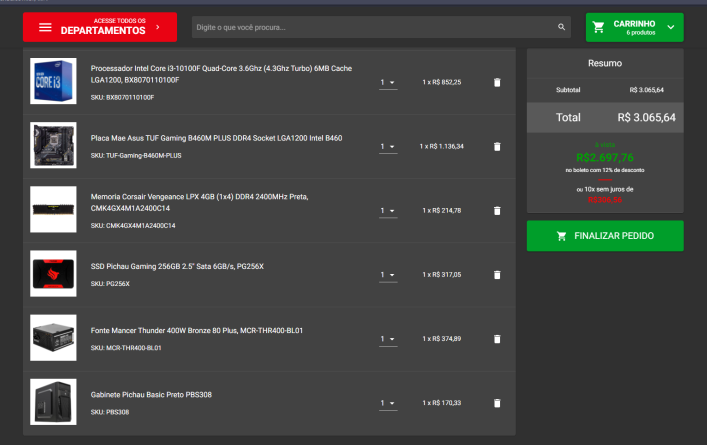 ACESSE TODOS OS
DEPARTAMENTOS
Digite o que você procura...
CARRINHO
6 produtos
Processador Intel Core i3-10100F Quad-Core 3.6Ghz (4.3Ghz Turbo) 6MB Cache
LGA1200, BX8070110100F
SKU: BX8070110100F
1
1 x R$ 852,25
Placa Mae Asus TUF Gaming B460M PLUS DDR4 Socket LGA1200 Intel B460
SKU: TUF-Gaming-B460M-PLUS
1
1 x R$ 1.136,34
Memoria Corsair Vengeance LPX 4GB (1x4) DDR4 2400MHz Preta,
CMK4GX4M1A2400C14
SKU: CMK4GX4M1A2400C14
1
1 x R$ 214,78
SSD Pichau Gaming 256GB 2.5" Sata 6GB/s, PG256X
SKU: PG256X
1
1 x R$ 317,05
Fonte Mancer Thunder 400W Bronze 80 Plus, MCR-THR400-BL01
SKU: MCR-THR400-BL01
1
1 x R$ 374,89
Gabinete Pichau Basic Preto PBS308
SKU: PBS308
1
1 x R$ 170,33
Resumo
Subtotal R$ 3.065,64
Total R$ 3.065,64
à vista
R$2.697,76
no boleto com 12% de desconto
ou 10x sem juros de
FINALIZAR PEDIDO
CORE i3